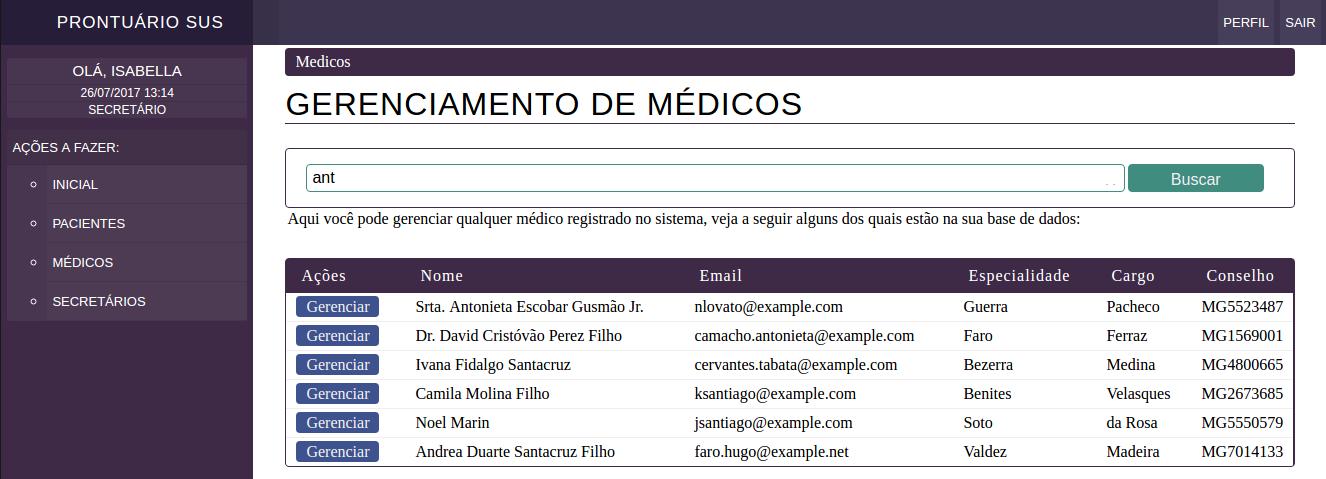 PRONTUÁRIO SUS
PERFIL SAIR
OLÁ, ISABELLA
26/07/2017 13:14
SECRETÁRIO
AÇÕES A FAZER:
INICIAL
PACIENTES
MÉDICOS
SECRETÁRIOS
Medicos
GERENCIAMENTO DE MÉDICOS
ant Buscar
Aqui você pode gerenciar qualquer médico registrado no sistema, veja a seguir alguns dos quais estão na sua base de dados:
Ações Nome Email Especialidade Cargo Conselho
Gerenciar Srta. Antonieta Escobar Gusmão Jr. nlovato@example.com Guerra Pacheco MG5523487
Gerenciar Dr. David Cristóvão Perez Filho camacho.antonieta@example.com Faro Ferraz MG1569001
Gerenciar Ivana Fidalgo Santacruz cervantes.tabata@example.com Bezerra Medina MG4800665
Gerenciar Camila Molina Filho ksantiago@example.com Benites Velasques MG2673685
Gerenciar Noel Marin jsantiago@example.com Soto da Rosa MG5550579
Gerenciar Andrea Duarte Santacruz Filho faro.hugo@example.net Valdez Madeira MG7014133